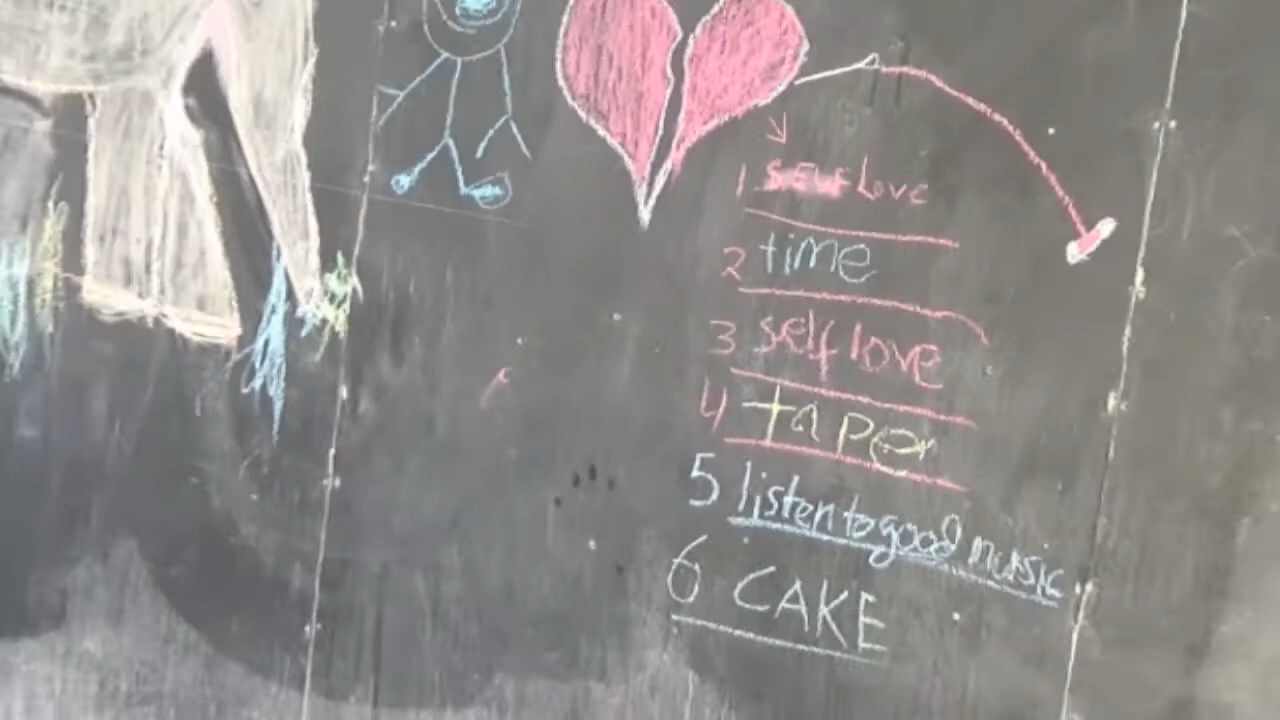 1 SELF Love
2 time
3 self love
4 taper
5 listen to good music
6 CAKE